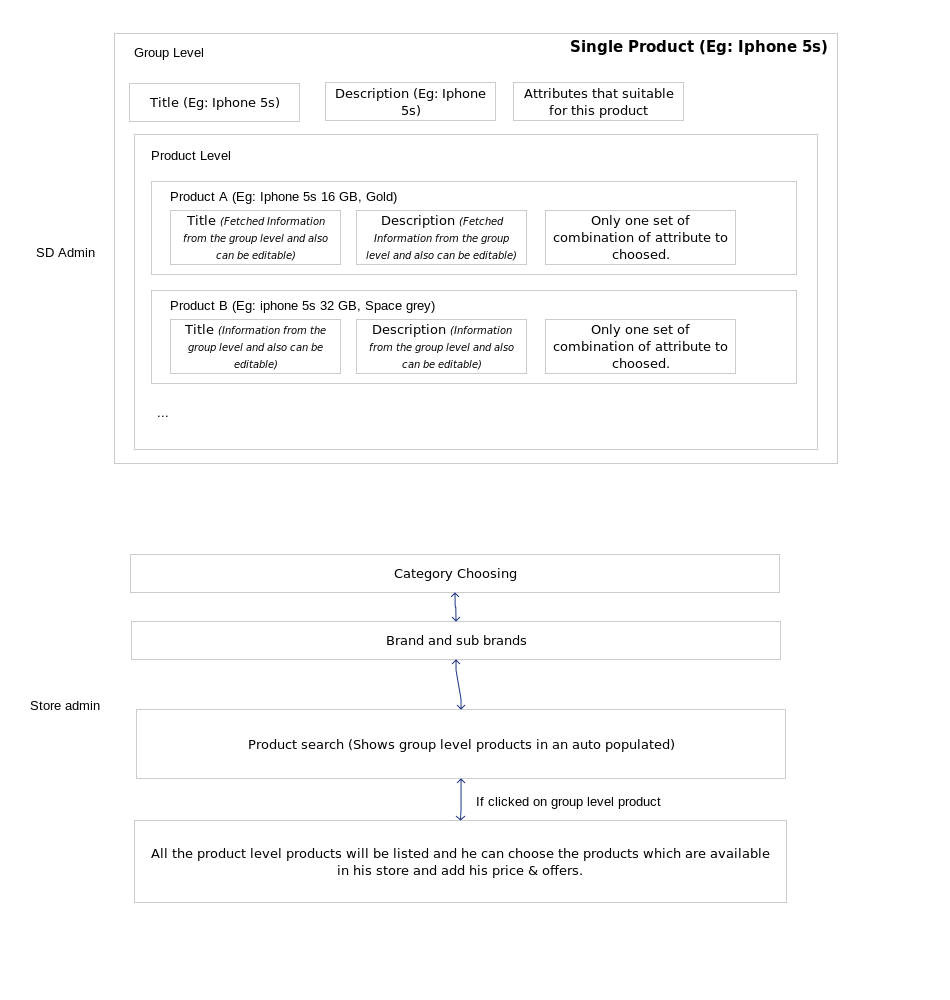 Single Product (Eg: Iphone 5s)
Group Level
Title (Eg: Iphone 5s)
Description (Eg: Iphone
5s)
Attributes that suitable
for this product
Product Level
Product A (Eg: Iphone 5s 16 GB, Gold)
Title (Fetched Information
from the group level and also
can be editable)
Description (Fetched
Information from the group
level and also can be editable)
Only one set of
combination of attribute to
choosed.
SD Admin
Product B (Eg: iphone 5s 32 GB, Space grey)
Title (Information from the
group level and also can be
editable)
Description (Information
from the group level and also
can be editable)
Only one set of
combination of attribute to
choosed.
...
Category Choosing
Brand and sub brands
Store admin
Product search (Shows group level products in an auto populated)
If clicked on group level product
All the product level products will be listed and he can choose the products which are available
in his store and add his price & offers.